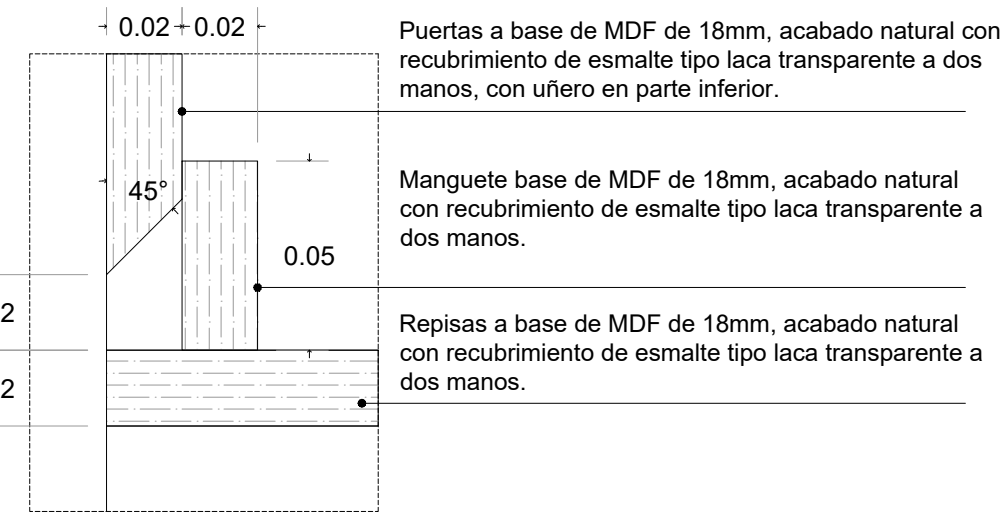 0.02 0.02
Puertas a base de MDF de 18mm, acabado natural con
recubrimiento de esmalte tipo laca transparente a dos
manos, con uñero en parte inferior.
45°
Manguete base de MDF de 18mm, acabado natural
con recubrimiento de esmalte tipo laca transparente a
dos manos.
0.05
2
Repisas a base de MDF de 18mm, acabado natural
con recubrimiento de esmalte tipo laca transparente a
dos manos.
2